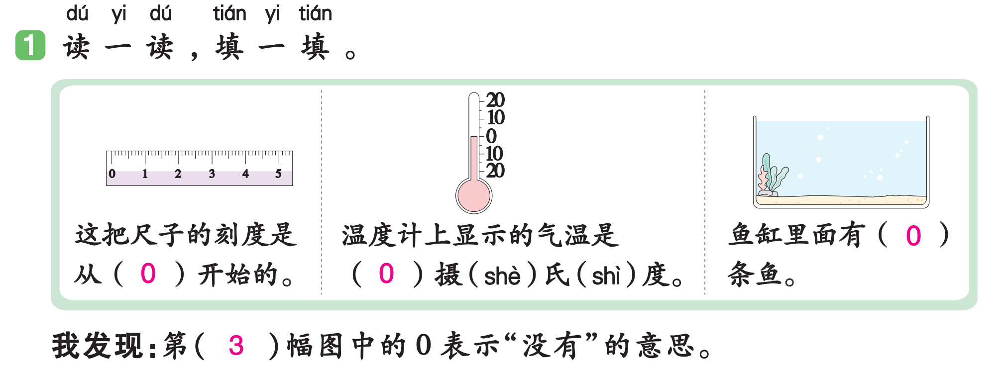 dú yi dú tián yi tián
1 读一读，填一填。
20
10
0
10
20
0 1 2 3 4 5
这把尺子的刻度是
从（ 0 ）开始的。
温度计上显示的气温是
（ 0 ）摄（shè）氏（shì）度。
鱼缸里面有（ 0 ）
条鱼。
我发现：第（ 3 ）幅图中的 0 表示“没有”的意思。